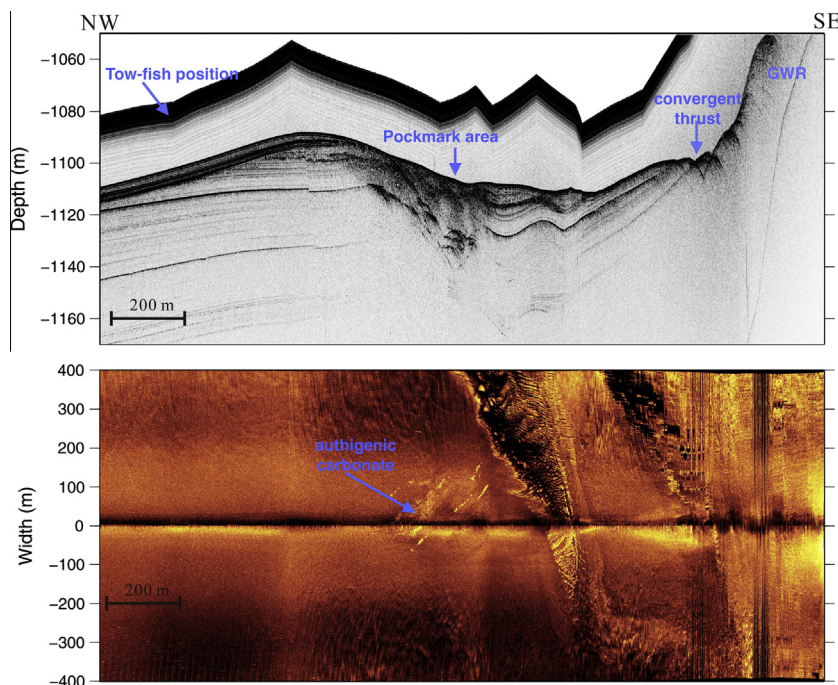 NW SE
-1060
-1080
-1100
-1120
-1140
-1160
Depth (m)
Tow-fish position
Pockmark area
convergent
thrust
GWR
200 m
400
300
200
100
0
-100
-200
-300
-400
Width (m)
authigenic
carbonate
200 m